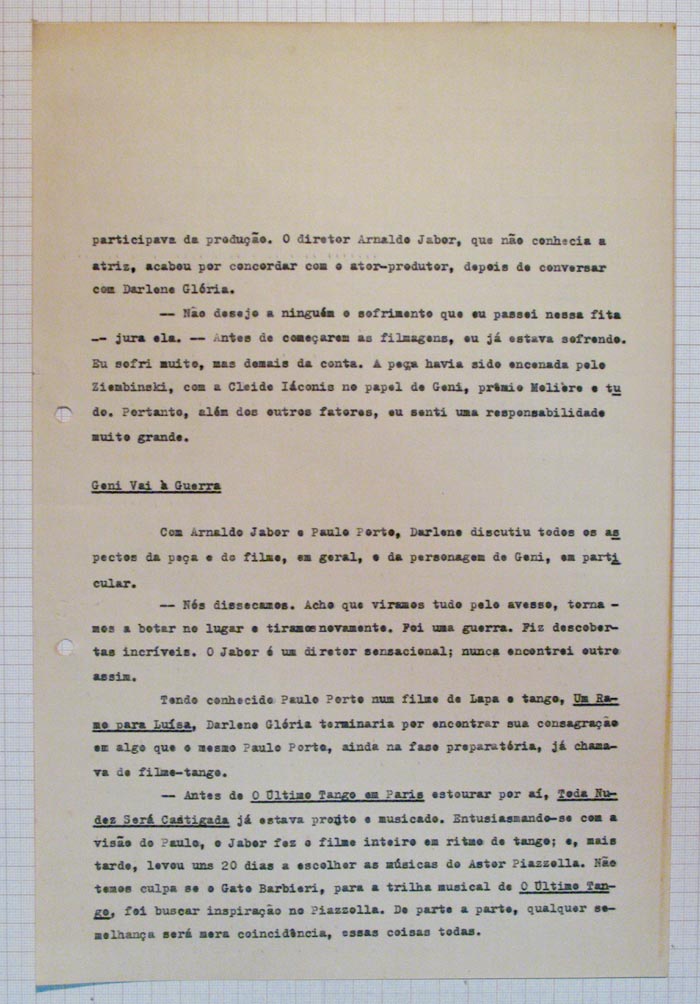 participava da produção. O diretor Arnaldo Jabor, que não conhecia a
atriz, acabou por concordar com o ator-produtor, depois de conversar
com Darlene Glória.
-- Não desejo a ninguém o sofrimento que eu passei nessa fita
-- jura ela. -- Antes de começarem as filmagens, eu já estava sofrendo.
Eu sofri muito, mas demais da conta. A peça havia sido encenada pelo
Ziembinski, com a Cleide Iáconis no papel de Geni, prêmio Molière e tu
do. Portanto, além dos outros fatores, eu senti uma responsabilidade
muito grande.
Geni Vai à Guerra
Com Arnaldo Jabor e Paulo Porto, Darlene discutiu todos os as
pectos da peça e do filme, em geral, e da personagem de Geni, em parti
cular.
-- Nós dissecamos. Acho que viramos tudo pelo avesso, torna-
mos a botar no lugar e tiramos novamente. Foi uma guerra. Fiz descober-
tas incríveis. O Jabor é um diretor sensacional; nunca encontrei outro
assim.
Tendo conhecido Paulo Porto num filme de Lapa e tango, Um Ra-
mo para Luísa, Darlene Glória terminaria por encontrar sua consagração
em algo que o mesmo Paulo Porto, ainda na fase preparatória, já chama-
va de filme-tango.
-- Antes de O Último Tango em Paris estourar por aí, Toda Nu-
dez Será Castigada já estava pronto e musicado. Entusiasmando-se com a
visão do Paulo, o Jabor fez o filme inteiro em ritmo de tango; e, mais
tarde, levou uns 20 dias a escolher as músicas do Astor Piazzolla. Não
temos culpa se o Gato Barbieri, para a trilha musical de O Último Tan-
go, foi buscar inspiração no Piazzolla. De parte a parte, qualquer se-
melhança será mera coincidência, essas coisas todas.